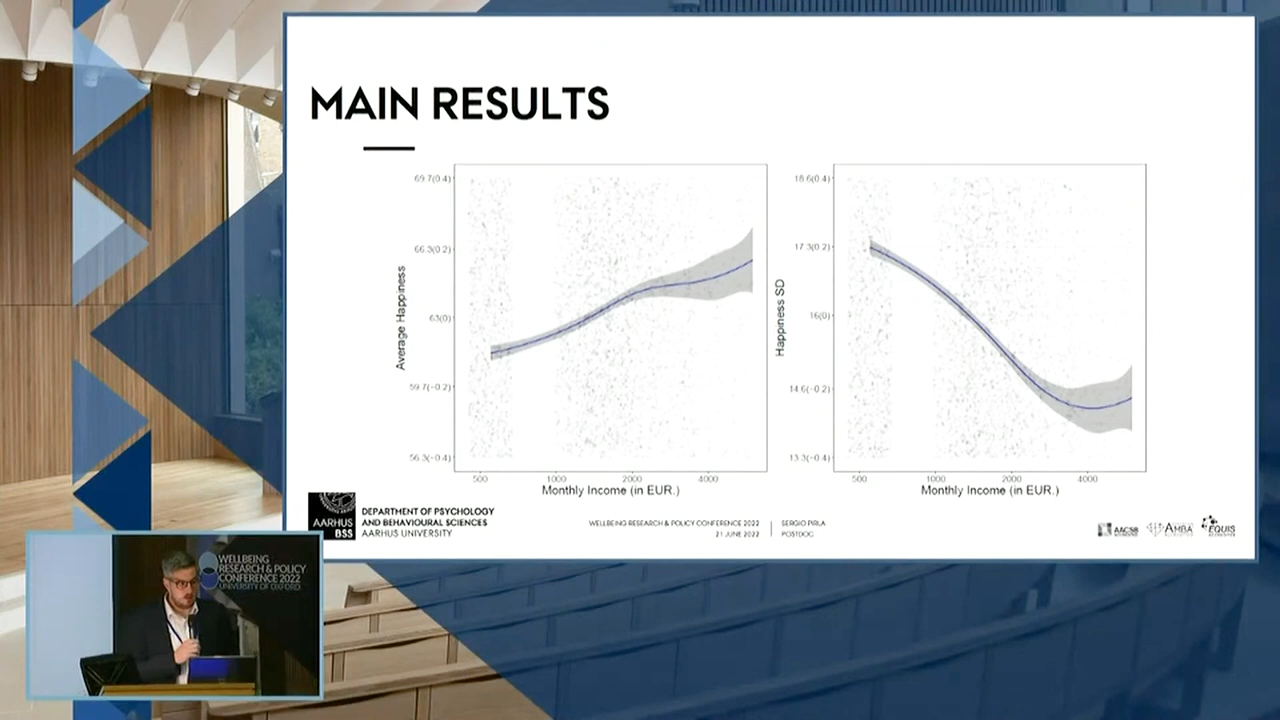 MAIN RESULTS
69.7(0.4)
66.3(0.2)
63(0)
59.7(−0.2)
56.3(−0.4)
Average Happiness
500
1000
2000
4000
Monthly Income (in EUR.)
18.6(0.4)
17.3(0.2)
16(0)
14.6(−0.2)
13.3(−0.4)
Happiness SD
500
1000
2000
4000
Monthly Income (in EUR.)
AARHUS
BSS
DEPARTMENT OF PSYCHOLOGY
AND BEHAVIOURAL SCIENCES
AARHUS UNIVERSITY
WELLBEING RESEARCH & POLICY CONFERENCE 2022
21 JUNE 2022
SERGIO PIRLA
POSTDOC
AACSB
AMBA
EQUIS
WELLBEING
RESEARCH & POLICY
CONFERENCE 2022
UNIVERSITY OF OXFORD